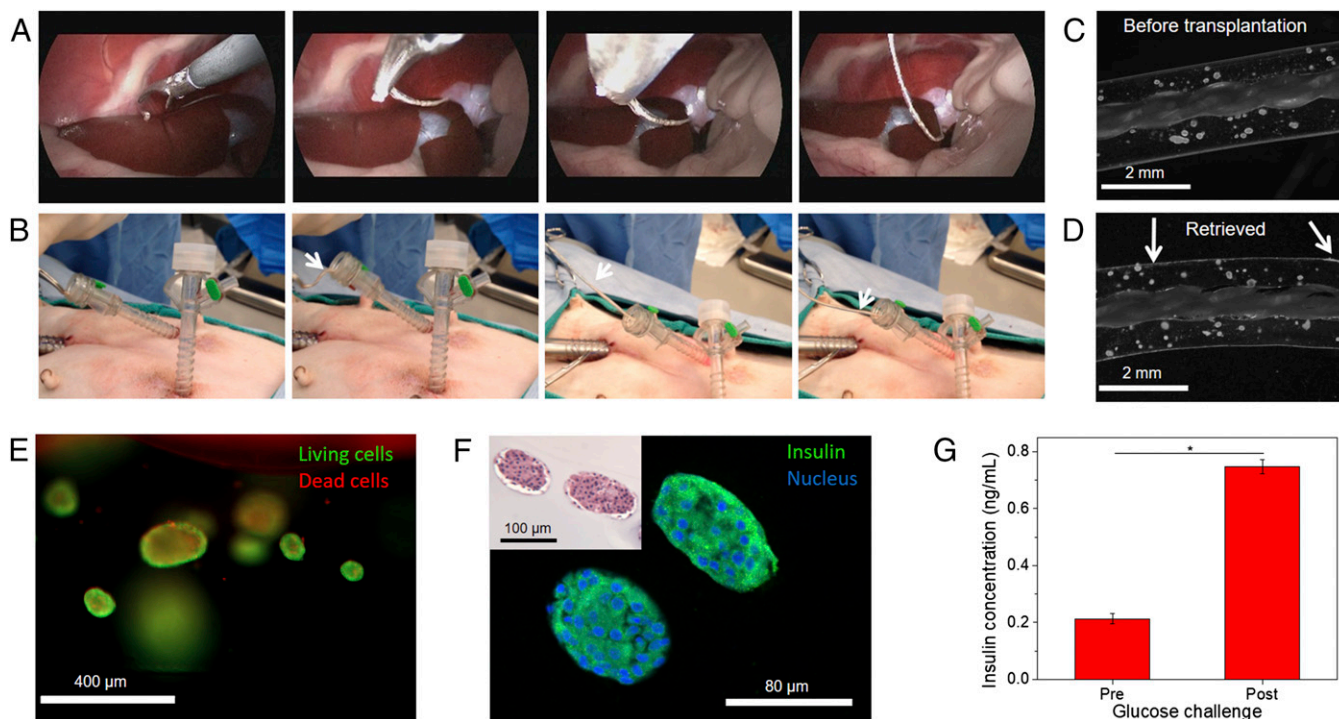 A
B
C
Before transplantation
2 mm
D
Retrieved
2 mm
E
Living cells
Dead cells
400 µm
F
Insulin
Nucleus
100 µm
80 µm
G
Insulin concentration (ng/mL)
0.8
0.6
0.4
0.2
0.0
*
Pre
Post
Glucose challenge